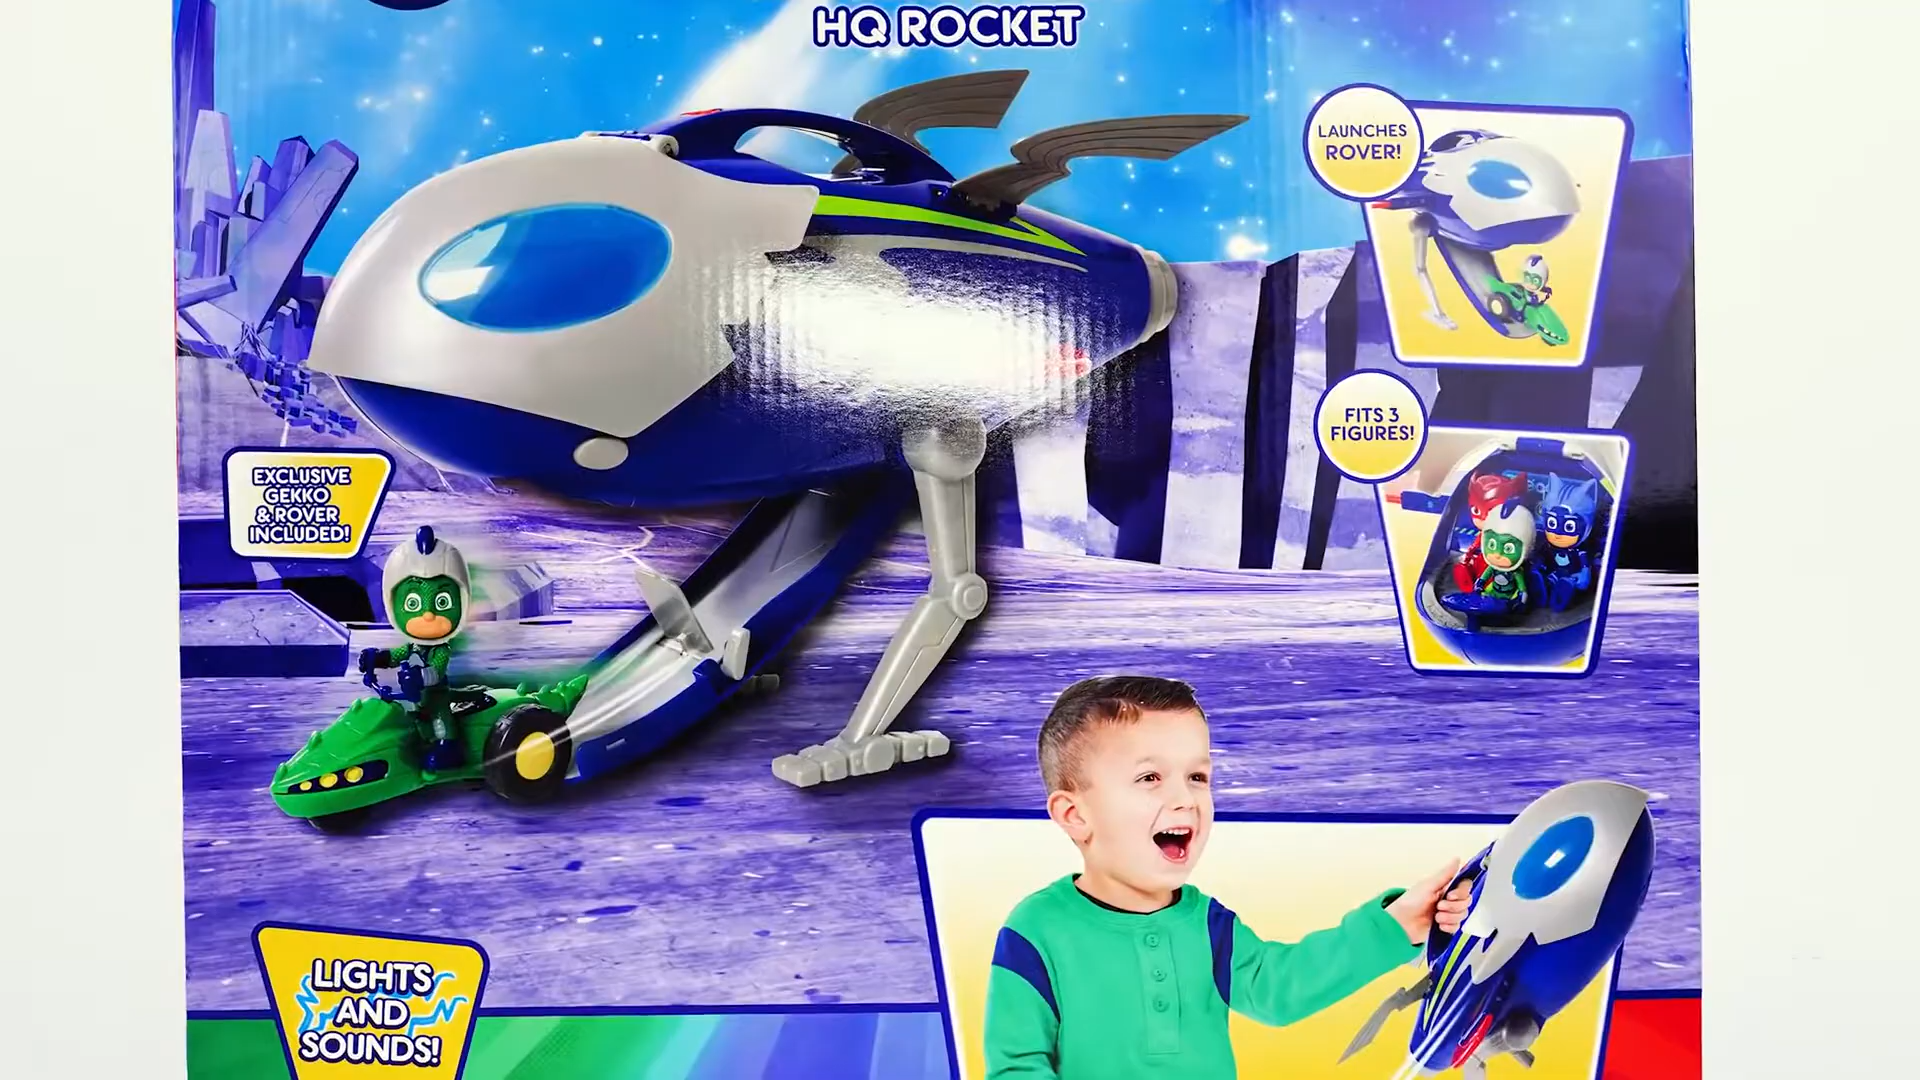 HQ ROCKET
LAUNCHES
ROVER!
FITS 3
FIGURES!
EXCLUSIVE
GEKKO
& ROVER
INCLUDED!
LIGHTS
AND
SOUNDS!